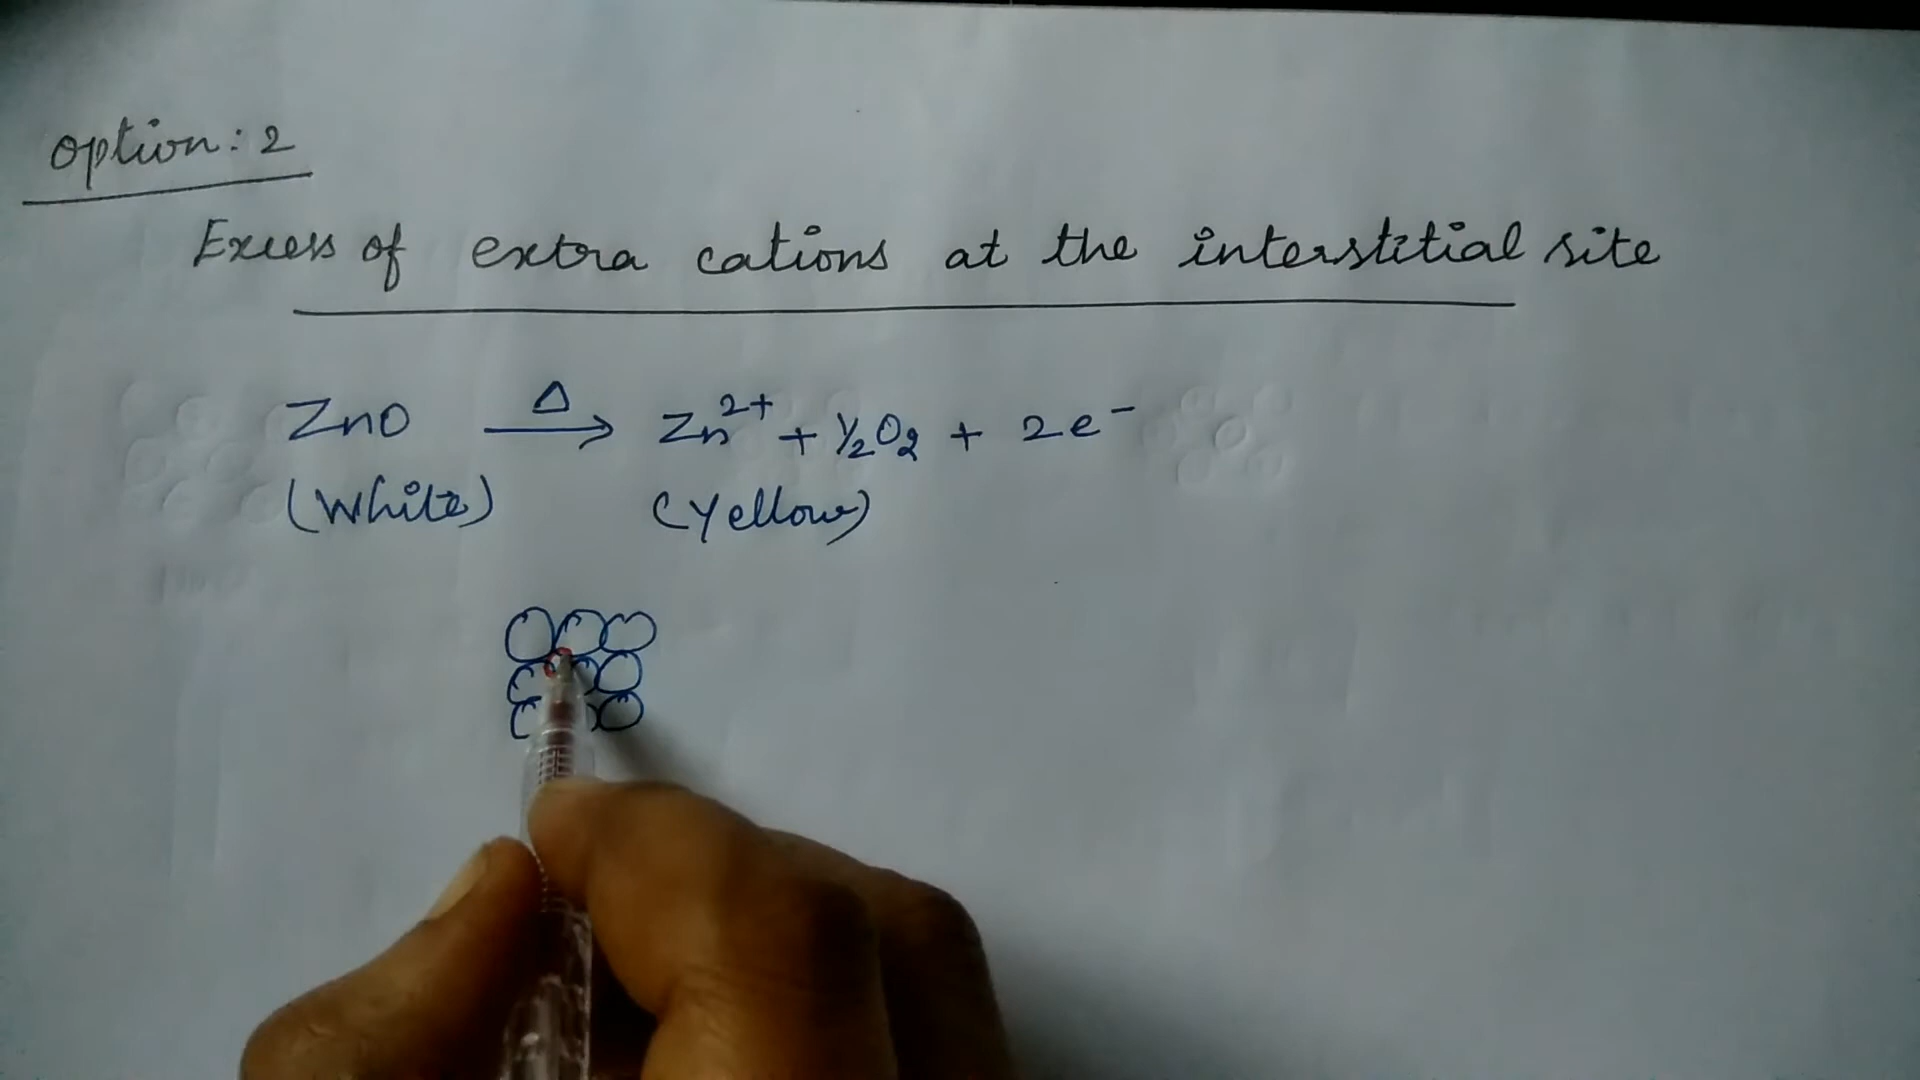 option: 2
Excess of extra cations at the interstitial site
ZnO —Δ→ Zn²⁺ + ½O₂ + 2e⁻
(White) (Yellow)